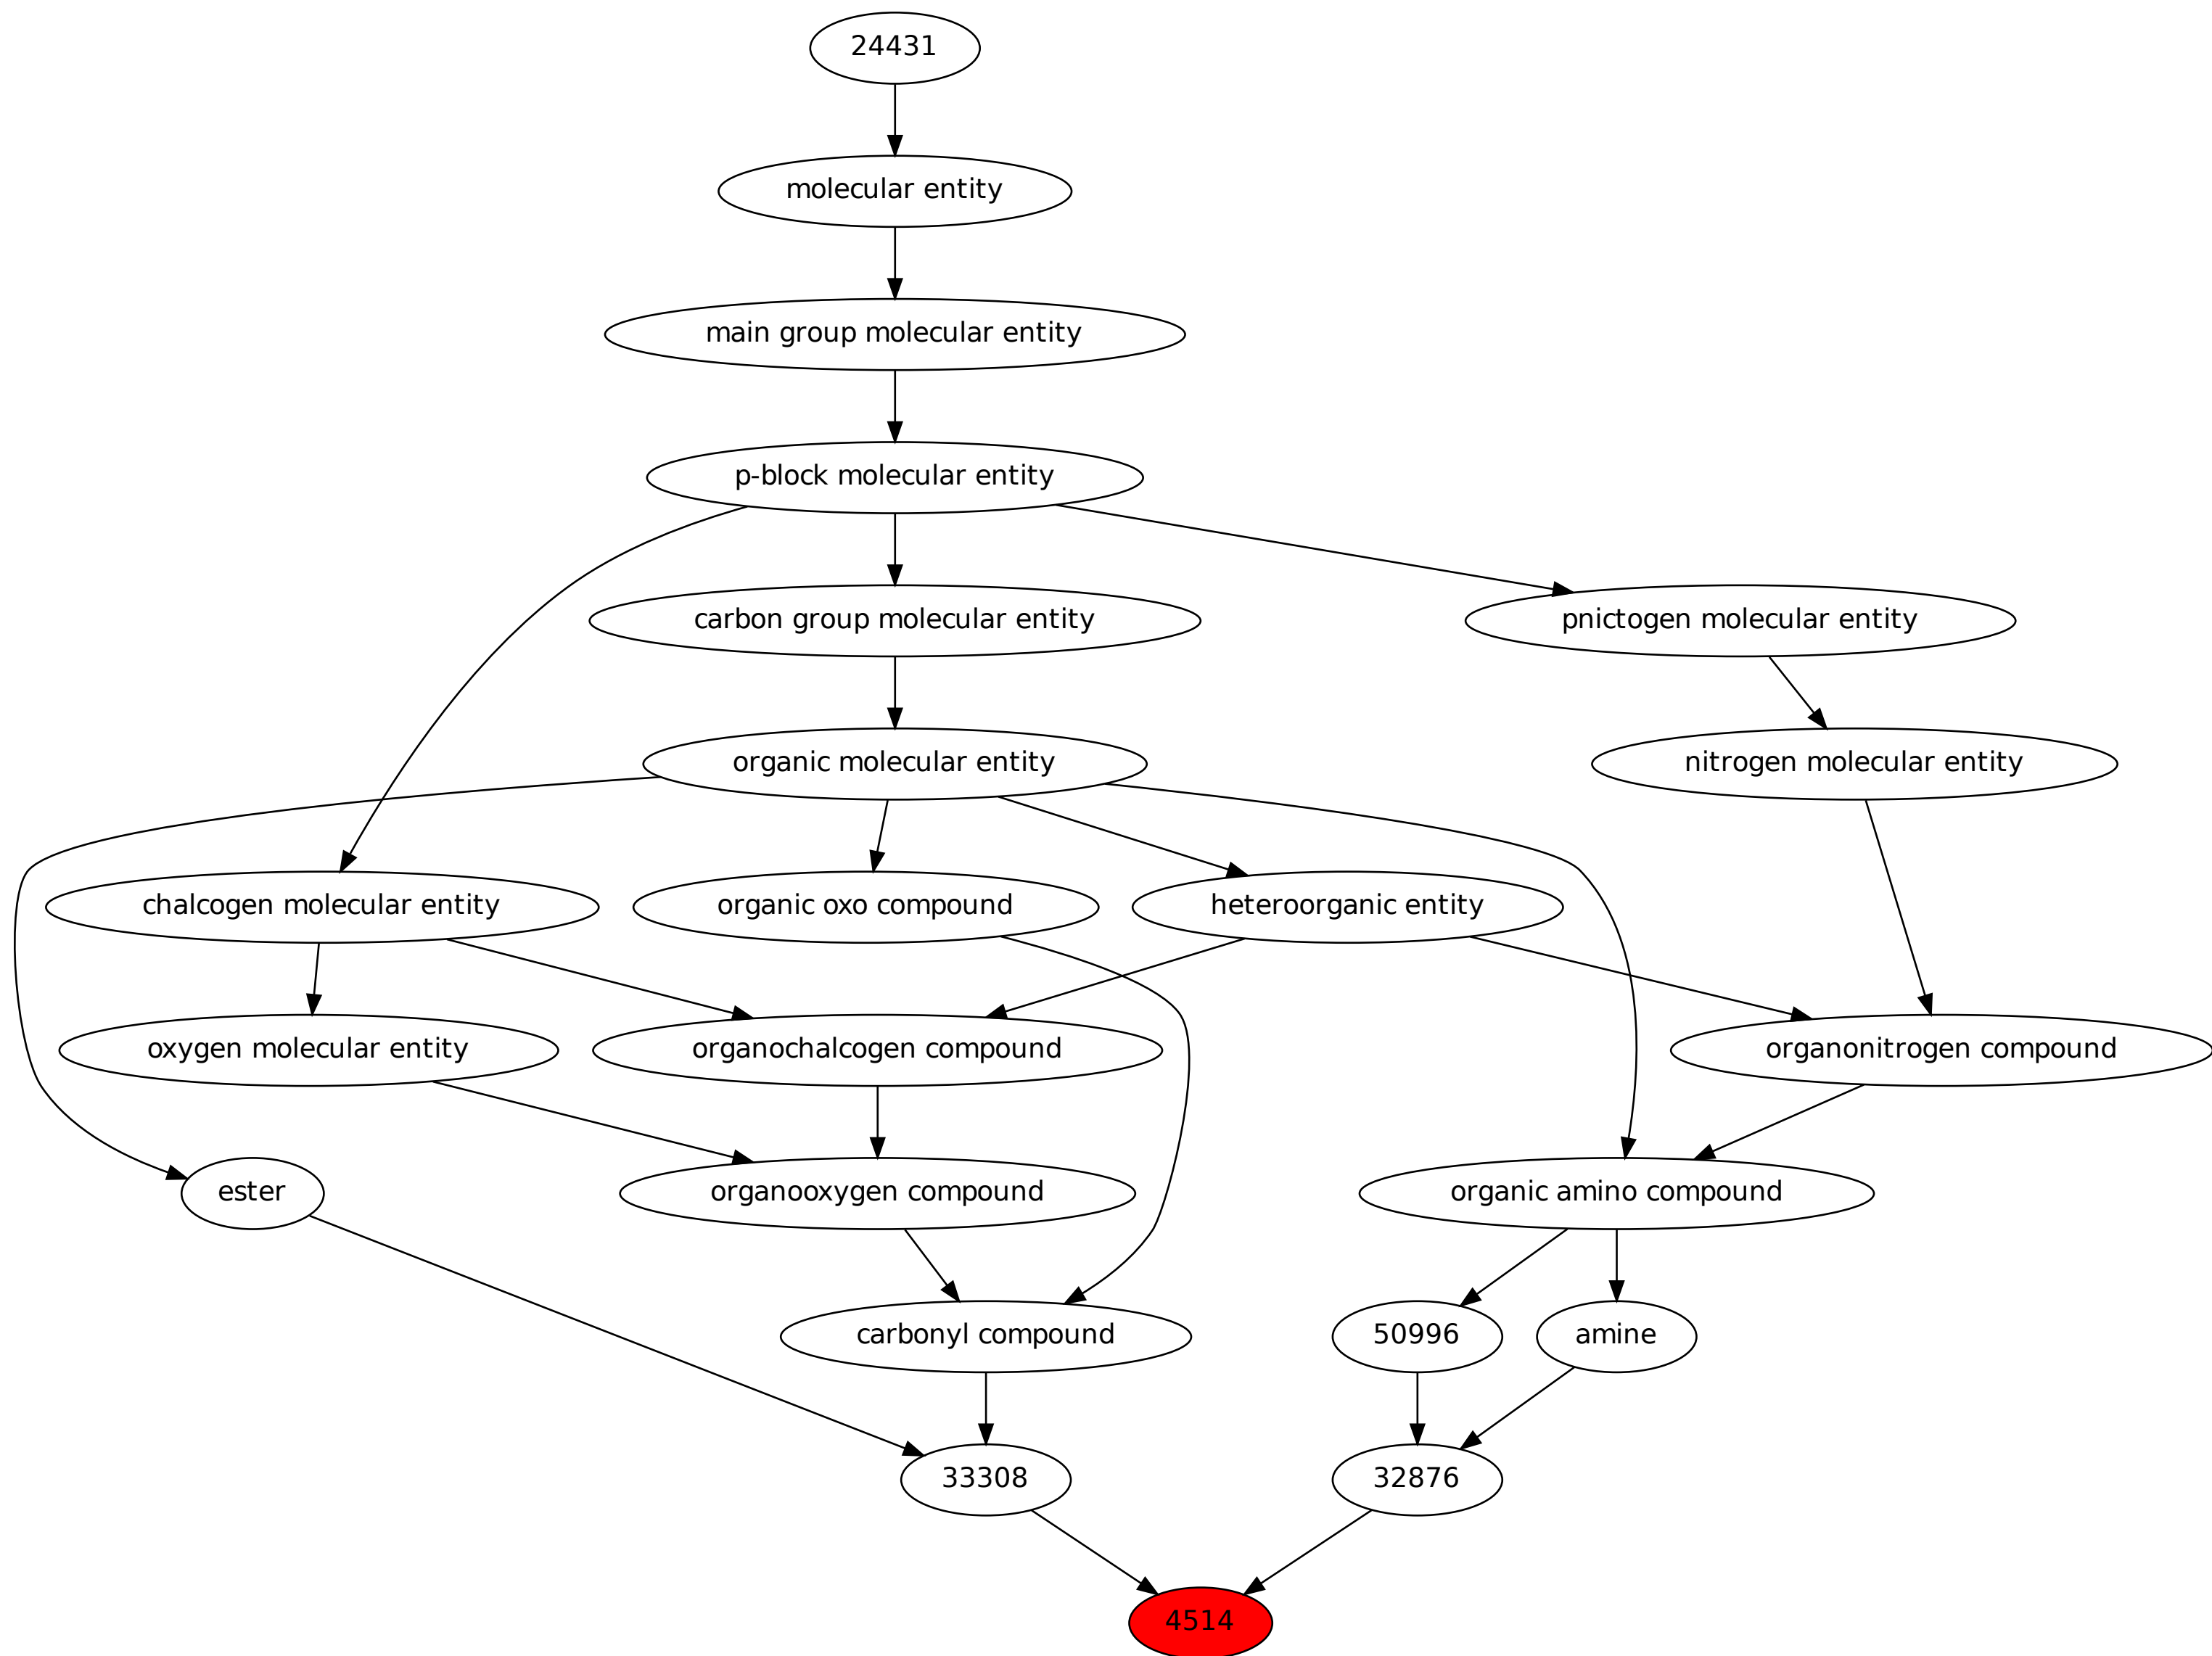 24431
molecular entity
main group molecular entity
p-block molecular entity
carbon group molecular entity
pnictogen molecular entity
organic molecular entity
nitrogen molecular entity
chalcogen molecular entity
organic oxo compound
heteroorganic entity
oxygen molecular entity
organochalcogen compound
organonitrogen compound
ester
organooxygen compound
organic amino compound
carbonyl compound
50996
amine
33308
32876
4514